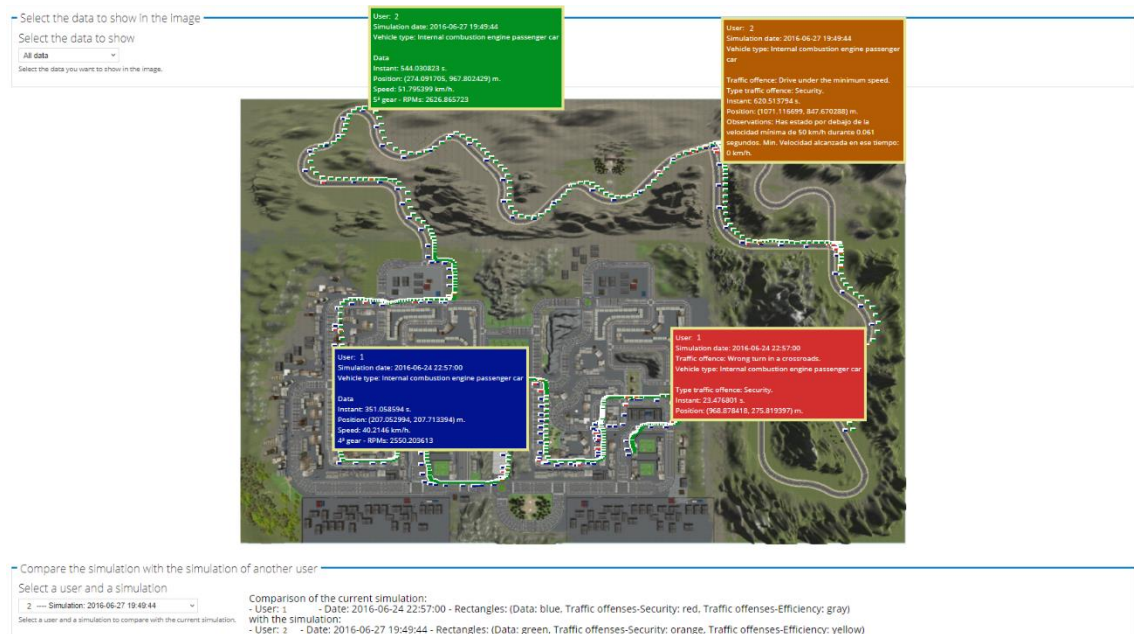 Select the data to show in the image
Select the data to show
All data
Select the data you want to show in the image.
User: 2
Simulation date: 2016-06-27 19:49:44
Vehicle type: Internal combustion engine passenger car
Data
Instant: 544.030823 s.
Position: (274.091705, 967.802429) m.
Speed: 51.795399 km/h.
5ª gear - RPMs: 2626.865723
User: 2
Simulation date: 2016-06-27 19:49:44
Vehicle type: Internal combustion engine passenger
car
Traffic offence: Drive under the minimum speed.
Type traffic offence: Security.
Instant: 620.513794 s.
Position: (1071.116699, 847.670288) m.
Observations: Has estado por debajo de la
velocidad mínima de 50 km/h durante 0.061
segundos. Min. Velocidad alcanzada en ese tiempo:
0 km/h.
User: 1
Simulation date: 2016-06-24 22:57:00
Vehicle type: Internal combustion engine passenger car
Data
Instant: 351.058594 s.
Position: (207.052994, 207.713394) m.
Speed: 40.2146 km/h.
4ª gear - RPMs: 2550.203613
User: 1
Simulation date: 2016-06-24 22:57:00
Traffic offence: Wrong turn in a crostroads.
Vehicle type: Internal combustion engine passenger car
Type traffic offence: Security.
Instant: 23.476801 s.
Position: (968.878418, 275.819397) m.
Compare the simulation with the simulation of another user
Select a user and a simulation
2 ---- Simulation: 2016-06-27 19:49:44
Select a user and a simulation to compare with the current simulation.
Comparison of the current simulation:
- User: 1 - Date: 2016-06-24 22:57:00 - Rectangles: (Data: blue, Traffic offenses-Security: red, Traffic offenses-Efficiency: gray)
with the simulation:
- User: 2 - Date: 2016-06-27 19:49:44 - Rectangles: (Data: green, Traffic offenses-Security: orange, Traffic offenses-Efficiency: yellow)